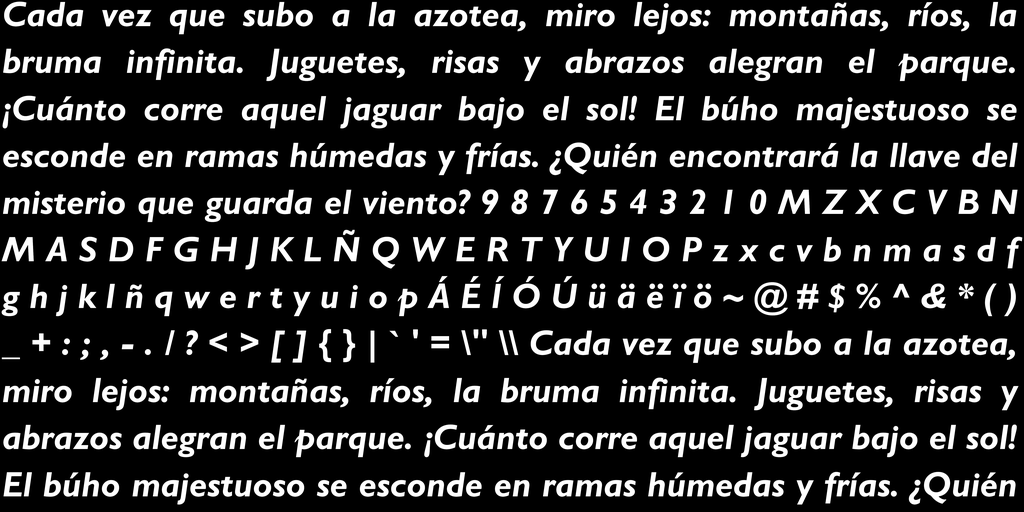 Cada vez que subo a la azotea, miro lejos: montañas, ríos, la
bruma infinita. Juguetes, risas y abrazos alegran el parque.
¡Cuánto corre aquel jaguar bajo el sol! El búho majestuoso se
esconde en ramas húmedas y frías. ¿Quién encontrará la llave del
misterio que guarda el viento? 9 8 7 6 5 4 3 2 1 0 M Z X C V B N
M A S D F G H J K L Ñ Q W E R T Y U I O P z x c v b n m a s d f
g h j k l ñ q w e r t y u i o p Á É Í Ó Ú ü ä ë ï ö ~ @ # $ % ^ & * ( )
_ + : ; , - . / ? < > [ ] { } | ` ' = \" \\ Cada vez que subo a la azotea,
miro lejos: montañas, ríos, la bruma infinita. Juguetes, risas y
abrazos alegran el parque. ¡Cuánto corre aquel jaguar bajo el sol!
El búho majestuoso se esconde en ramas húmedas y frías. ¿Quién